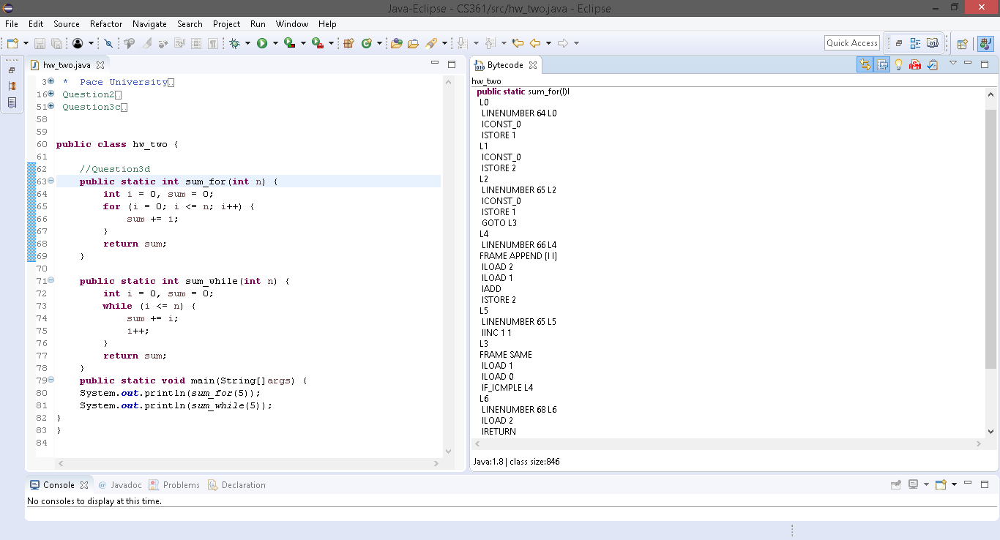 Java-Eclipse - CS361/src/hw_two.java - Eclipse
File Edit Source Refactor Navigate Search Project Run Window Help
Quick Access
hw_two.java
3 * Pace University
16 Question2
51 Question3c
58
59
60 public class hw_two {
61
62 //Question3d
63 public static int sum_for(int n) {
64 int i = 0, sum = 0;
65 for (i = 0; i <= n; i++) {
66 sum += i;
67 }
68 return sum;
69 }
70
71 public static int sum_while(int n) {
72 int i = 0, sum = 0;
73 while (i <= n) {
74 sum += i;
75 i++;
76 }
77 return sum;
78 }
79 public static void main(String[]args) {
80 System.out.println(sum_for(5));
81 System.out.println(sum_while(5));
82 }
83 }
84
Bytecode
hw_two
public static sum_for(I)I
L0
LINENUMBER 64 L0
ICONST_0
ISTORE 1
L1
ICONST_0
ISTORE 2
L2
LINENUMBER 65 L2
ICONST_0
ISTORE 1
GOTO L3
L4
LINENUMBER 66 L4
FRAME APPEND [I I]
ILOAD 2
ILOAD 1
IADD
ISTORE 2
L5
LINENUMBER 65 L5
IINC 1 1
L3
FRAME SAME
ILOAD 1
ILOAD 0
IF_ICMPLE L4
L6
LINENUMBER 68 L6
ILOAD 2
IRETURN
Java:1.8 | class size:846
Console @ Javadoc Problems Declaration
No consoles to display at this time.